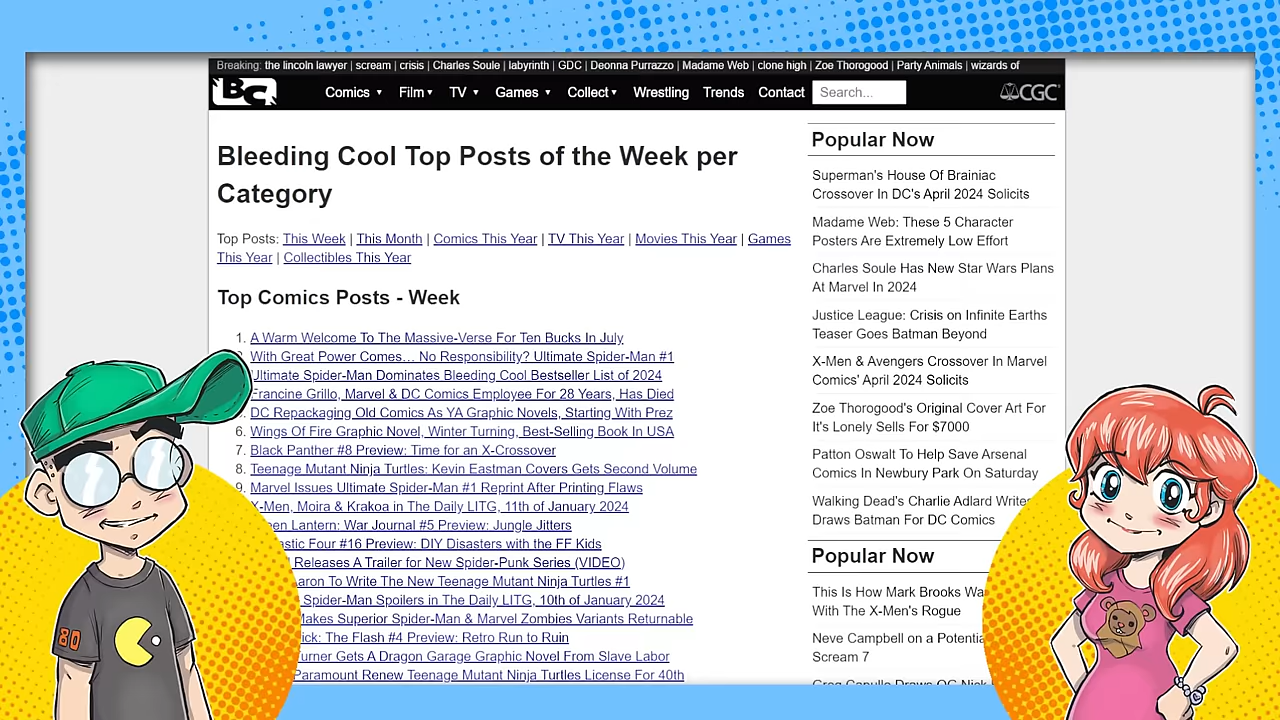 Breaking: the lincoln lawyer | scream | crisis | Charles Soule | labyrinth | GDC | Deonna Purrazzo | Madame Web | clone high | Zoe Thorogood | Party Animals | wizards of
BC Comics Film TV Games Collect Wrestling Trends Contact Search... CGC
Bleeding Cool Top Posts of the Week per
Category
Top Posts: This Week | This Month | Comics This Year | TV This Year | Movies This Year | Games
This Year | Collectibles This Year
Top Comics Posts - Week
1. A Warm Welcome To The Massive-Verse For Ten Bucks In July
With Great Power Comes… No Responsibility? Ultimate Spider-Man #1
Ultimate Spider-Man Dominates Bleeding Cool Bestseller List of 2024
Francine Grillo, Marvel & DC Comics Employee For 28 Years, Has Died
DC Repackaging Old Comics As YA Graphic Novels, Starting With Prez
6. Wings Of Fire Graphic Novel, Winter Turning, Best-Selling Book In USA
7. Black Panther #8 Preview: Time for an X-Crossover
8. Teenage Mutant Ninja Turtles: Kevin Eastman Covers Gets Second Volume
9. Marvel Issues Ultimate Spider-Man #1 Reprint After Printing Flaws
X-Men, Moira & Krakoa in The Daily LITG, 11th of January 2024
Lantern: War Journal #5 Preview: Jungle Jitters
Four #16 Preview: DIY Disasters with the FF Kids
Releases A Trailer for New Spider-Punk Series (VIDEO)
To Write The New Teenage Mutant Ninja Turtles #1
Spider-Man Spoilers in The Daily LITG, 10th of January 2024
Makes Superior Spider-Man & Marvel Zombies Variants Returnable
The Flash #4 Preview: Retro Run to Ruin
Gets A Dragon Garage Graphic Novel From Slave Labor
Paramount Renew Teenage Mutant Ninja Turtles License For 40th
Popular Now
Superman's House Of Brainiac
Crossover In DC's April 2024 Solicits
Madame Web: These 5 Character
Posters Are Extremely Low Effort
Charles Soule Has New Star Wars Plans
At Marvel In 2024
Justice League: Crisis on Infinite Earths
Teaser Goes Batman Beyond
X-Men & Avengers Crossover In Marvel
Comics' April 2024 Solicits
Zoe Thorogood's Original Cover Art For
It's Lonely Sells For $7000
Patton Oswalt To Help Save Arsenal
Comics In Newbury Park On Saturday
Walking Dead's Charlie Adlard Writes
Draws Batman For DC Comics
Popular Now
This Is How Mark Brooks
With The X-Men's Rogue
Neve Campbell on a
Scream 7
Greg Capullo Draws OG
80